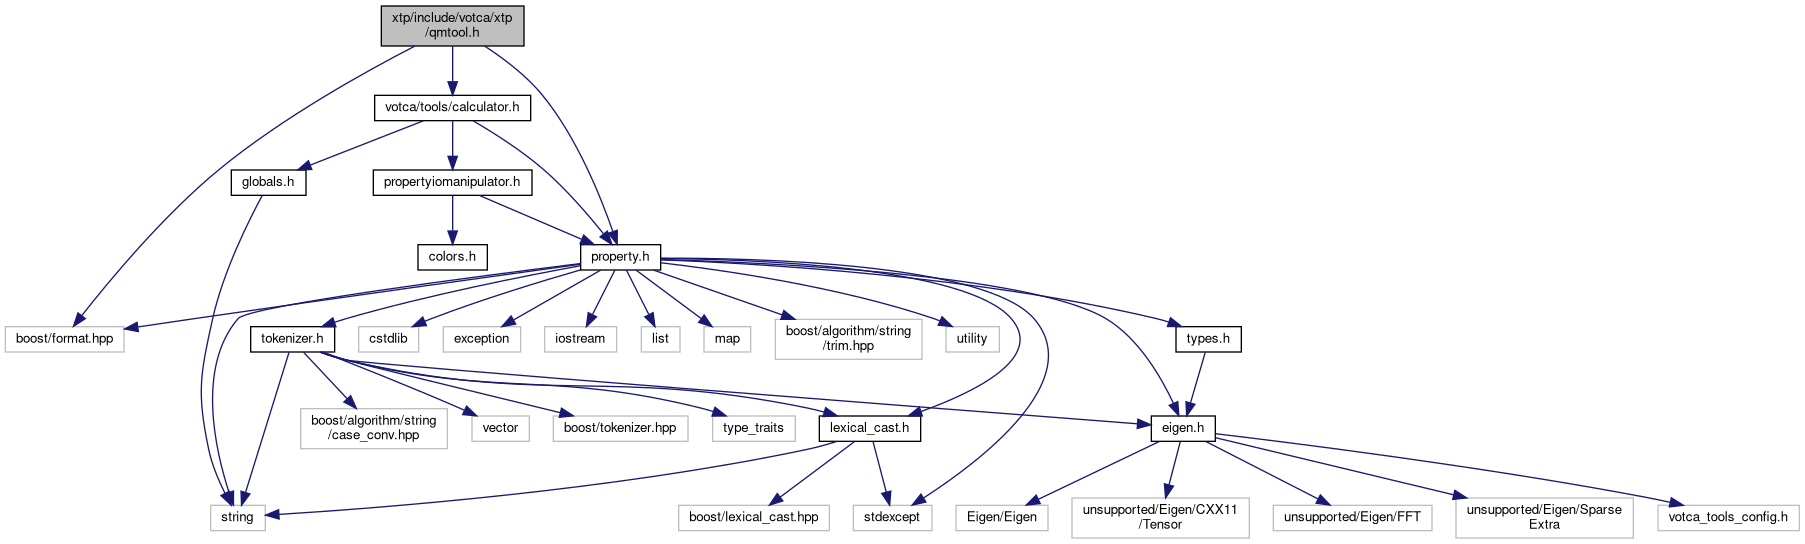 xtp/include/votca/xtp
/qmtool.h
votca/tools/calculator.h
globals.h
propertyiomanipulator.h
colors.h
property.h
boost/format.hpp
tokenizer.h
cstdlib
exception
iostream
list
map
boost/algorithm/string
/trim.hpp
utility
types.h
boost/algorithm/string
/case_conv.hpp
vector
boost/tokenizer.hpp
type_traits
lexical_cast.h
eigen.h
string
boost/lexical_cast.hpp
stdexcept
Eigen/Eigen
unsupported/Eigen/CXX11
/Tensor
unsupported/Eigen/FFT
unsupported/Eigen/Sparse
Extra
votca_tools_config.h